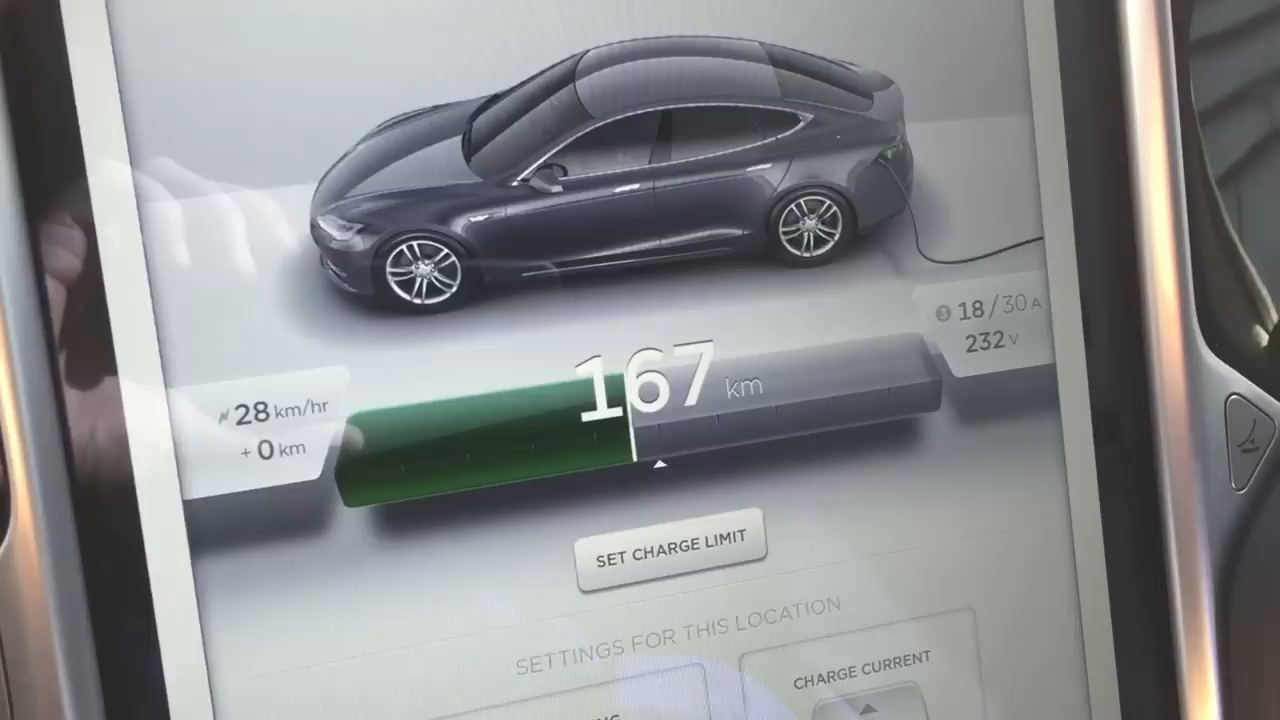 3 18/30 A
232 V
167 km
28 km/hr
+ 0 km
SET CHARGE LIMIT
SETTINGS FOR THIS LOCATION
CHARGE CURRENT